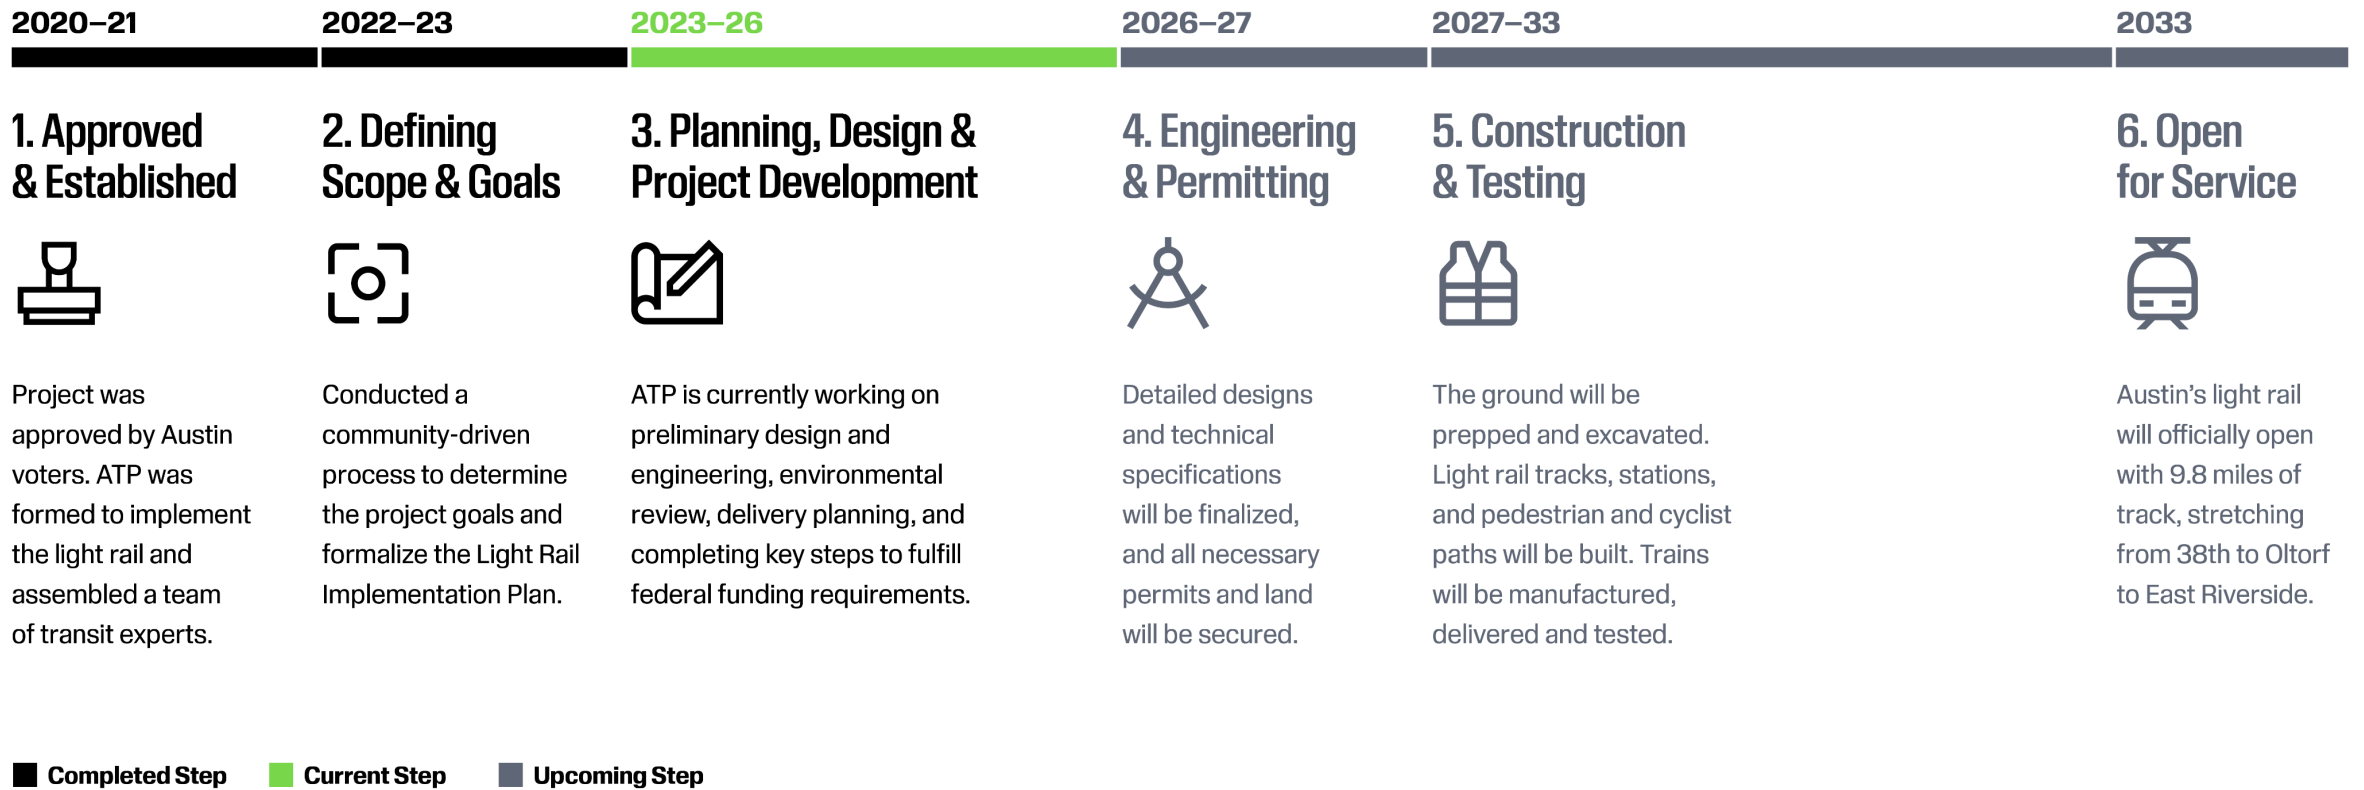 2020–21
1. Approved
& Established
Project was
approved by Austin
voters. ATP was
formed to implement
the light rail and
assembled a team
of transit experts.
2022–23
2. Defining
Scope & Goals
Conducted a
community-driven
process to determine
the project goals and
formalize the Light Rail
Implementation Plan.
2023–26
3. Planning, Design &
Project Development
ATP is currently working on
preliminary design and
engineering, environmental
review, delivery planning, and
completing key steps to fulfill
federal funding requirements.
2026–27
4. Engineering
& Permitting
Detailed designs
and technical
specifications
will be finalized,
and all necessary
permits and land
will be secured.
2027–33
5. Construction
& Testing
The ground will be
prepped and excavated.
Light rail tracks, stations,
and pedestrian and cyclist
paths will be built. Trains
will be manufactured,
delivered and tested.
2033
6. Open
for Service
Austin’s light rail
will officially open
with 9.8 miles of
track, stretching
from 38th to Oltorf
to East Riverside.
Completed Step
Current Step
Upcoming Step